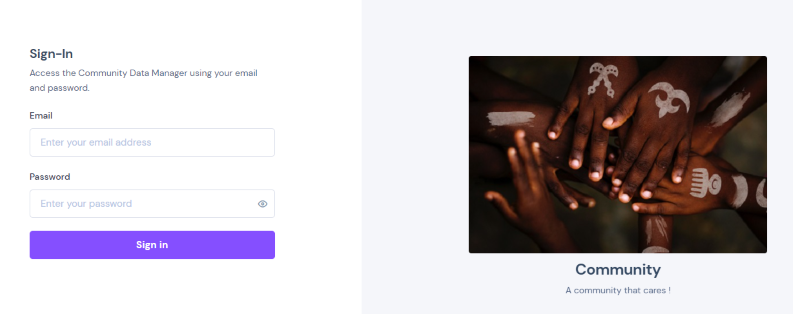 Sign-In
Access the Community Data Manager using your email
and password.
Email
Enter your email address
Password
Enter your password
Sign in
Community
A community that cares !